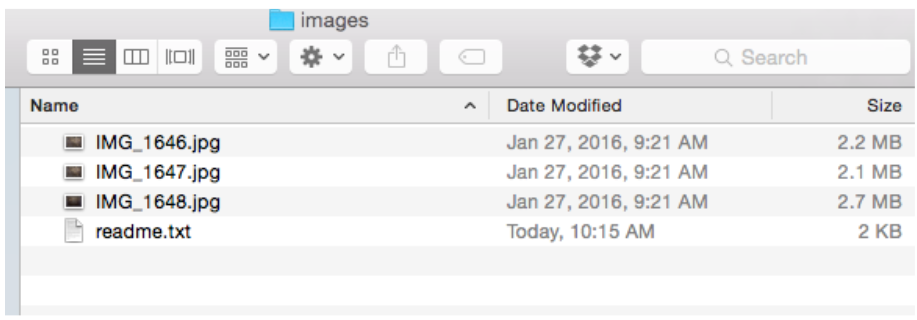 images
Search
Name Date Modified Size
IMG_1646.jpg Jan 27, 2016, 9:21 AM 2.2 MB
IMG_1647.jpg Jan 27, 2016, 9:21 AM 2.1 MB
IMG_1648.jpg Jan 27, 2016, 9:21 AM 2.7 MB
readme.txt Today, 10:15 AM 2 KB